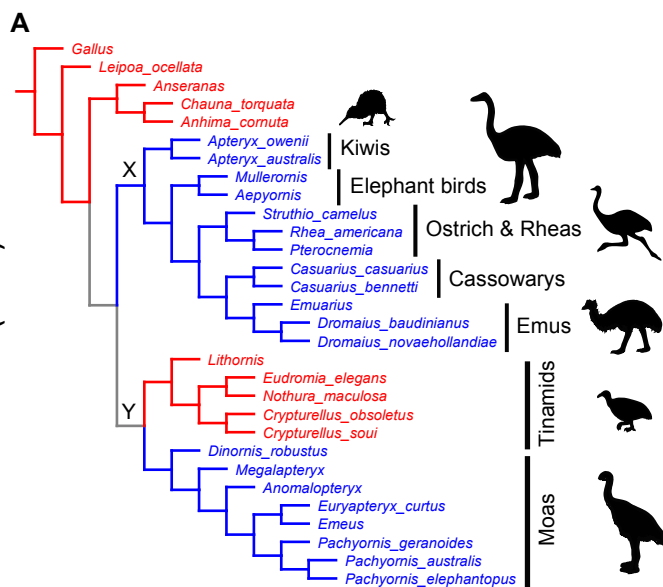 A
Gallus
Leipoa_ocellata
Anseranas
Chauna_torquata
Anhima_cornuta
Apteryx_owenii
X
Kiwis
Apteryx_australis
Mullerornis
Elephant birds
Aepyornis
Struthio_camelus
Rhea_americana
Ostrich & Rheas
Pterocnemia
Casuarius_casuarius
Cassowarys
Casuarius_bennetti
Emuarius
Dromaius_baudinianus
Emus
Dromaius_novaehollandiae
Lithornis
Eudromia_elegans
Nothura_maculosa
Tinamids
Y
Crypturellus_obsoletus
Crypturellus_soui
Dinornis_robustus
Megalapteryx
Anomalopteryx
Euryapteryx_curtus
Moas
Emeus
Pachyornis_geranoides
Pachyornis_australis
Pachyornis_elephantopus